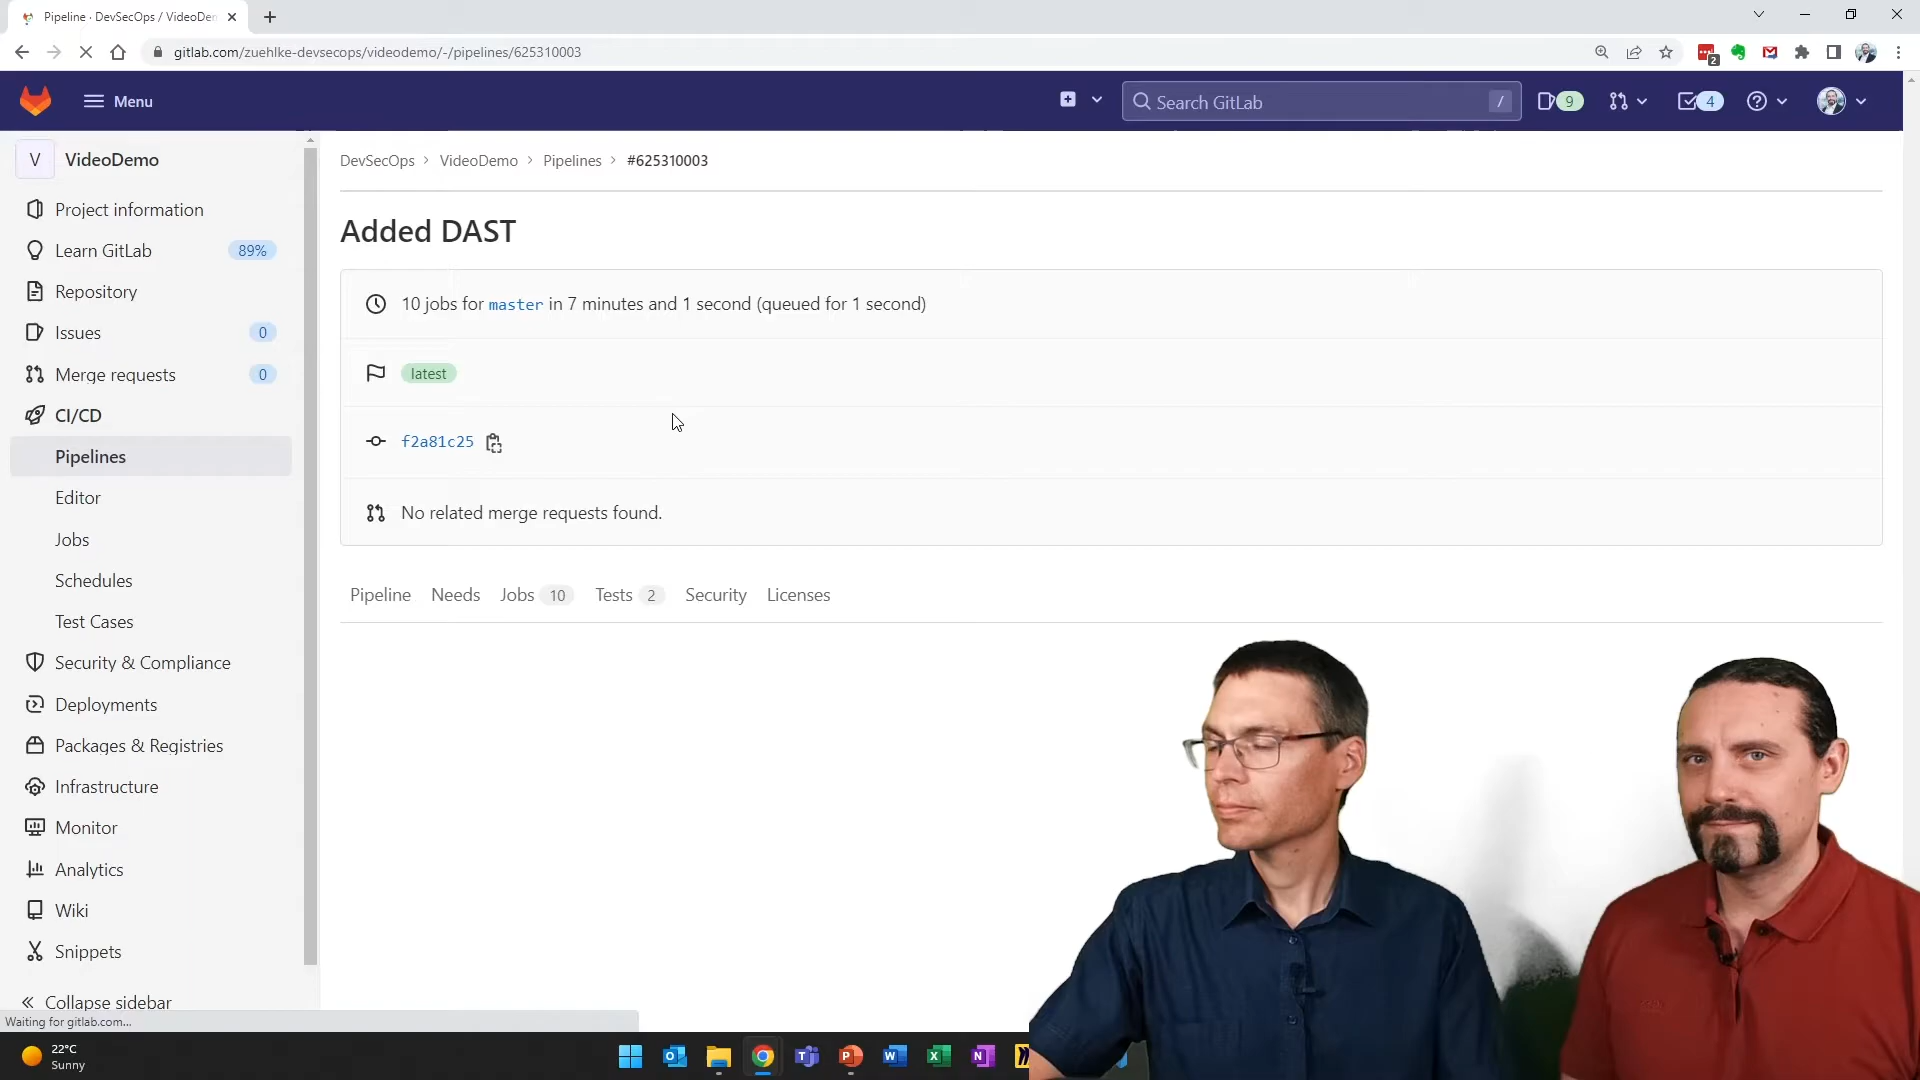 Pipeline · DevSecOps / VideoDem
gitlab.com/zuehlke-devsecops/videodemo/-/pipelines/625310003
2
Menu
Search GitLab
/
9
4
V VideoDemo
DevSecOps > VideoDemo > Pipelines > #625310003
Project information
Learn GitLab 89%
Repository
Issues 0
Merge requests 0
CI/CD
Pipelines
Editor
Jobs
Schedules
Test Cases
Security & Compliance
Deployments
Packages & Registries
Infrastructure
Monitor
Analytics
Wiki
Snippets
Collapse sidebar
Added DAST
10 jobs for master in 7 minutes and 1 second (queued for 1 second)
latest
f2a81c25
No related merge requests found.
Pipeline Needs Jobs 10 Tests 2 Security Licenses
Waiting for gitlab.com...
22°C
Sunny